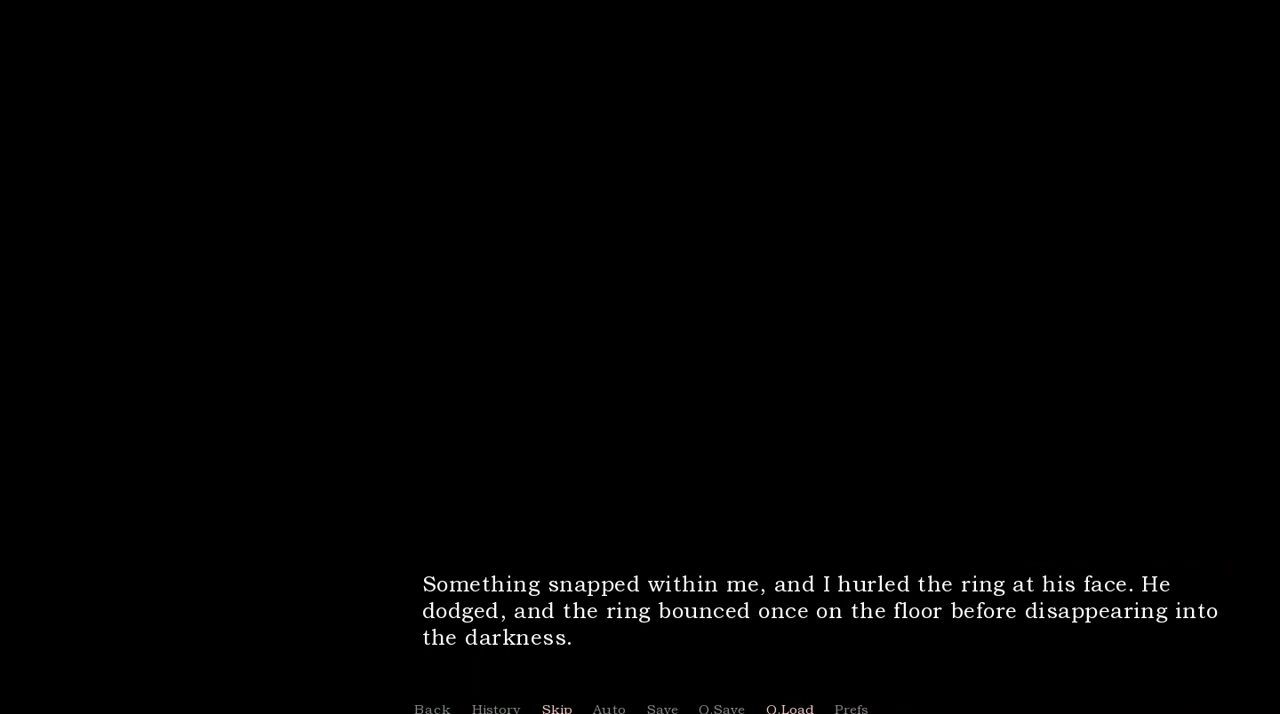 Something snapped within me, and I hurled the ring at his face. He
dodged, and the ring bounced once on the floor before disappearing into
the darkness.
Back History Skip Auto Save Q.Save Q.Load Prefs